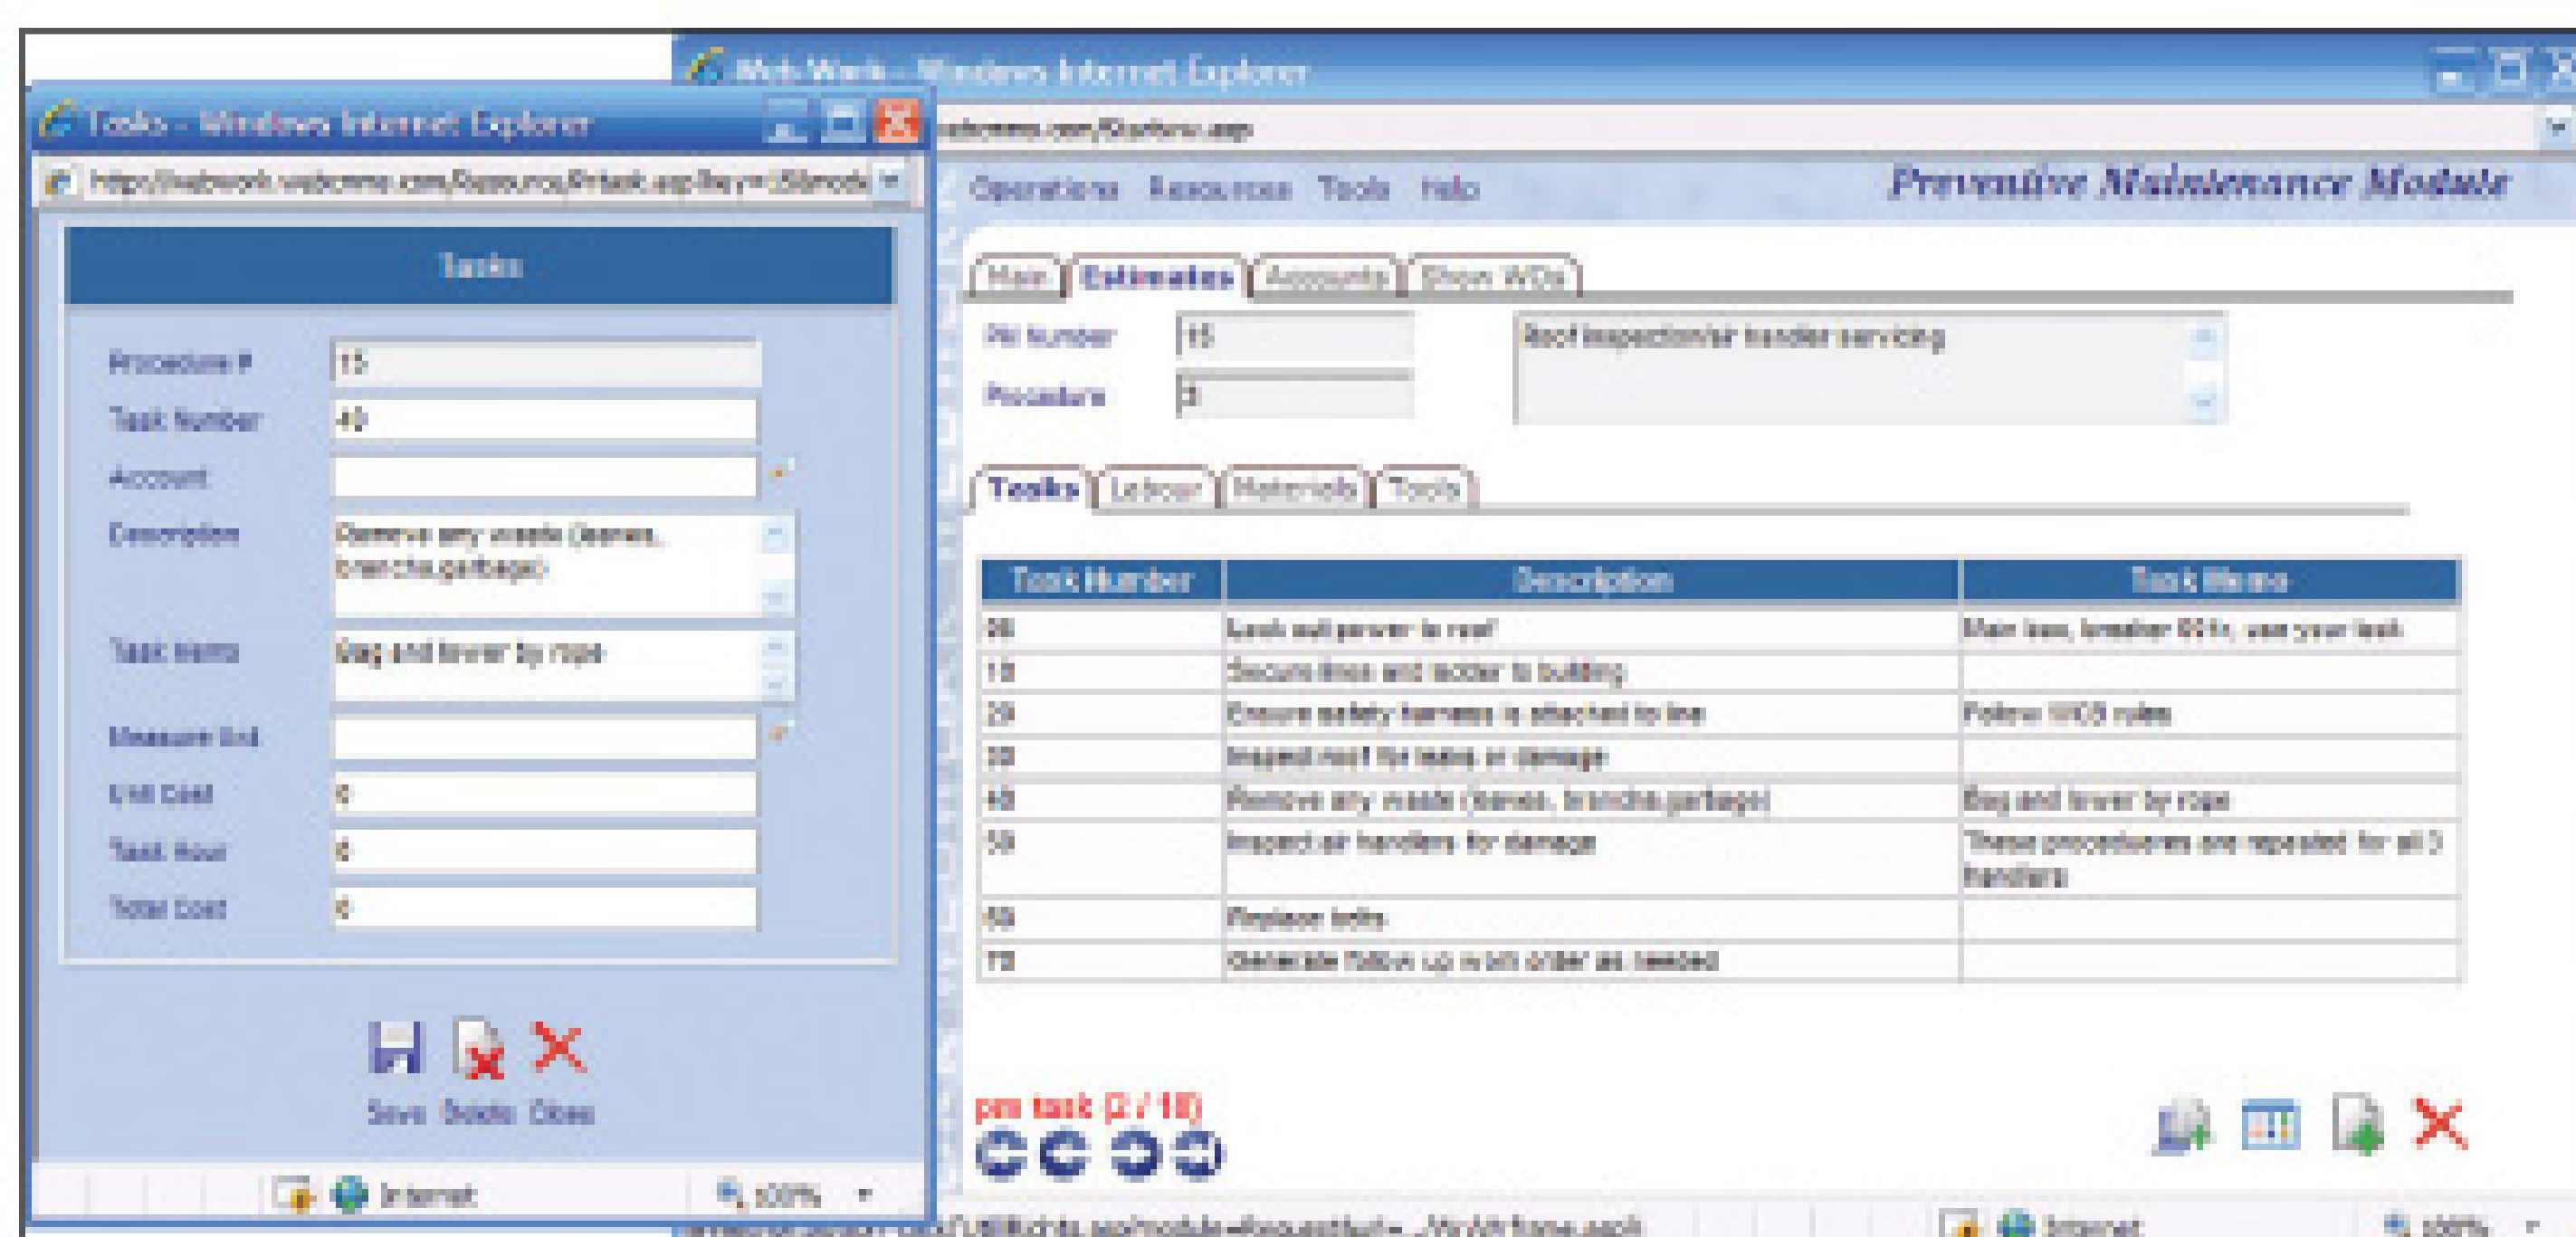 Web Work - Windows Internet Explorer
Tasks - Windows Internet Explorer
Operations Resources Tools Help
Preventive Maintenance Module
Tasks
Procedure # 15
Task Number 40
Account
Description Remove any waste (leaves,
branchs,garbage)
Task Memo Bag and lower by rope
Measure Unit
Unit Cost 0
Task Hour 0
Total Cost 0
Save Delete Close
Internet 100%
Main Estimates Accounts Show WOs
PM Number 15
Roof inspection/air handler servicing
Procedure
Tasks Labour Materials Tools
Task Number Description Task Memo
Lock out power to roof
10 Secure lines and ladder to building
20 Ensure safety harness is attached to line Follow WCB rules
30 Inspect roof for leaks or damage
40 Remove any waste (leaves, branchs,garbage) Bag and lower by rope
50 Inspect air handlers for damage These procedueres are repeated for all 3
handlers
60 Replace belts
70 Generate follow up work order as needed
pm task (2 / 18)
Internet 100%